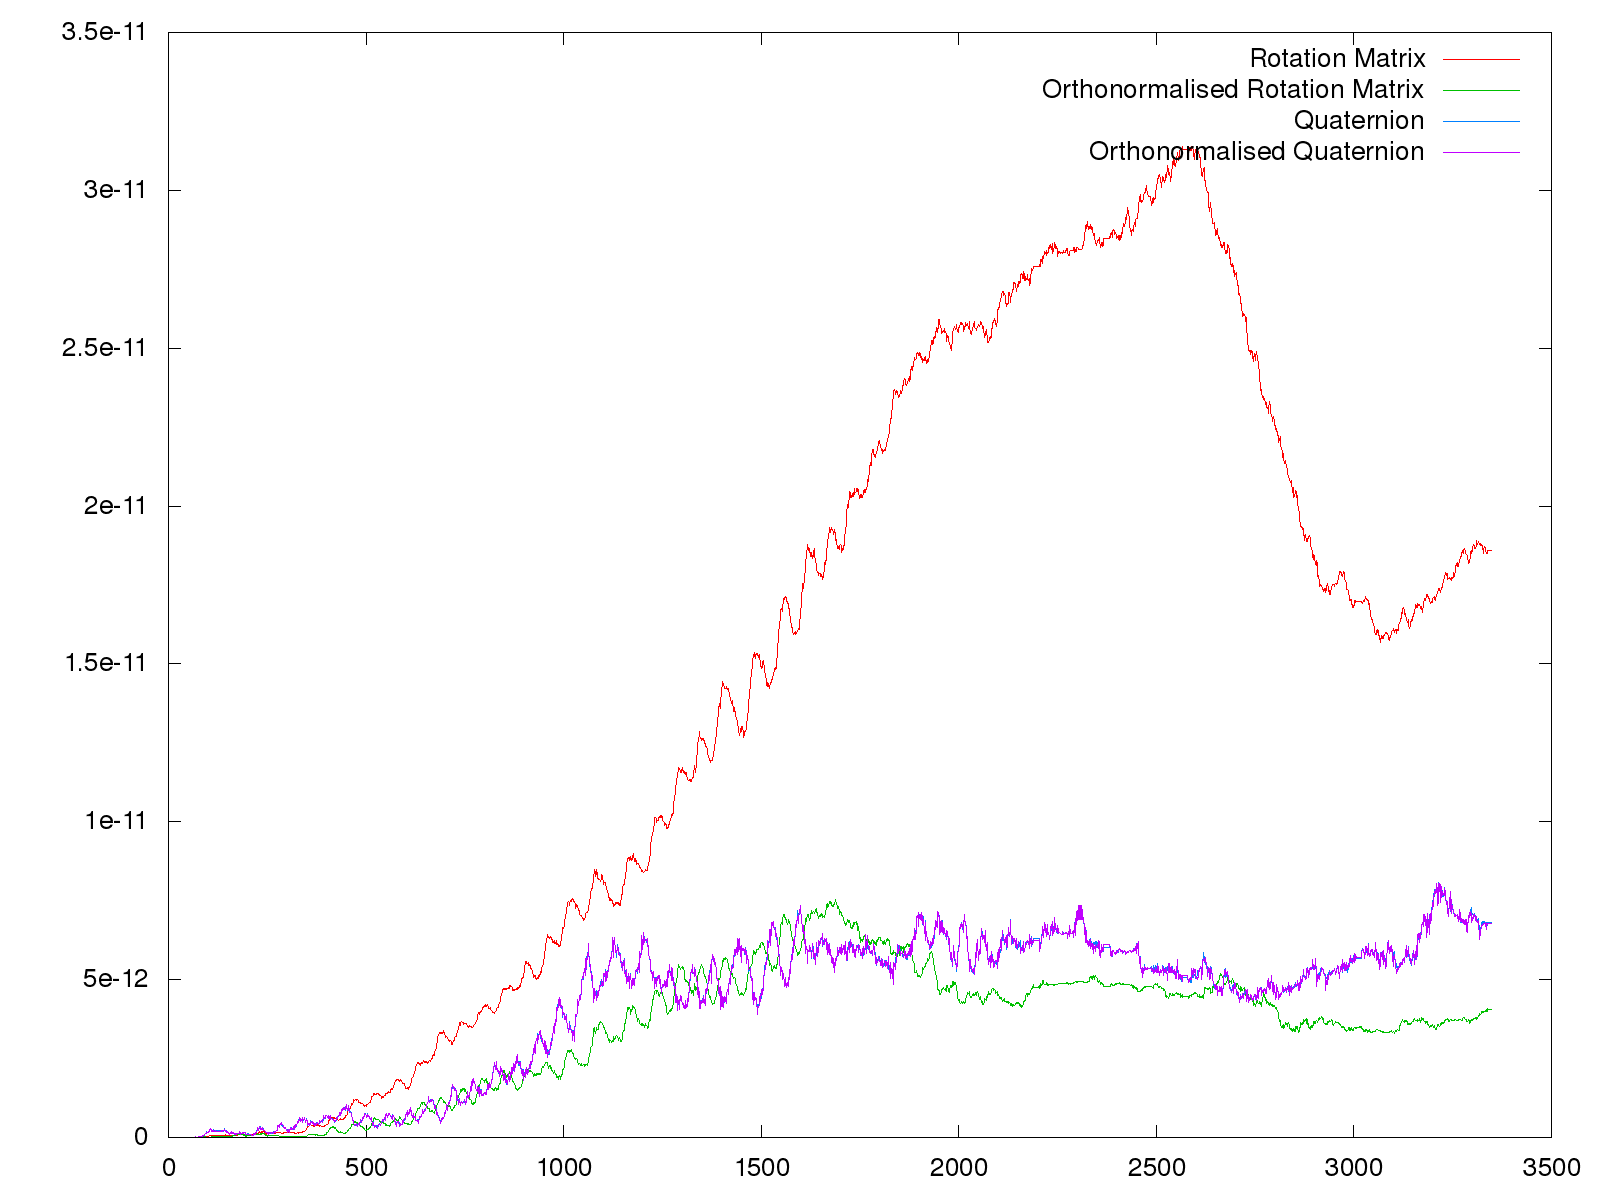 3.5e-11
3e-11
2.5e-11
2e-11
1.5e-11
1e-11
5e-12
0
Rotation Matrix
Orthonormalised Rotation Matrix
Quaternion
Orthonormalised Quaternion
0 500 1000 1500 2000 2500 3000 3500